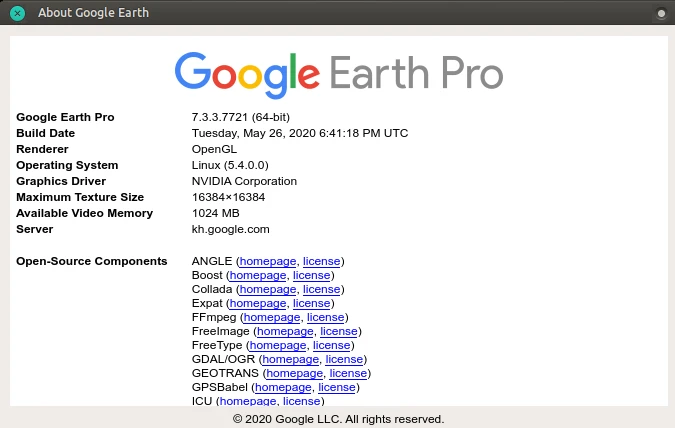 About Google Earth
Google Earth Pro
Google Earth Pro 7.3.3.7721 (64-bit)
Build Date Tuesday, May 26, 2020 6:41:18 PM UTC
Renderer OpenGL
Operating System Linux (5.4.0.0)
Graphics Driver NVIDIA Corporation
Maximum Texture Size 16384×16384
Available Video Memory 1024 MB
Server kh.google.com
Open-Source Components ANGLE (homepage, license)
Boost (homepage, license)
Collada (homepage, license)
Expat (homepage, license)
FFmpeg (homepage, license)
FreeImage (homepage, license)
FreeType (homepage, license)
GDAL/OGR (homepage, license)
GEOTRANS (homepage, license)
GPSBabel (homepage, license)
ICU (homepage, license)
© 2020 Google LLC. All rights reserved.